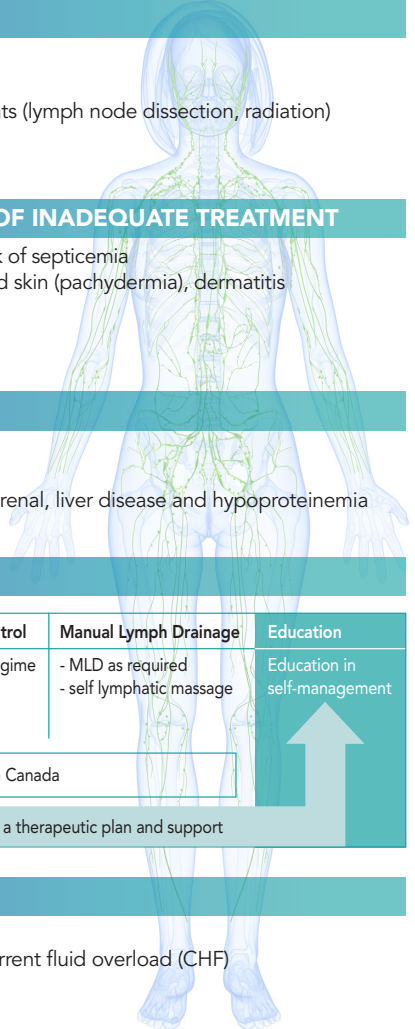 ts (lymph node dissection, radiation)
OF INADEQUATE TREATMENT
k of septicemia
d skin (pachydermia), dermatitis
renal, liver disease and hypoproteinemia
trol
Manual Lymph Drainage
Education
gime
- MLD as required
- self lymphatic massage
Education in
self-management
Canada
a therapeutic plan and support
rrent fluid overload (CHF)